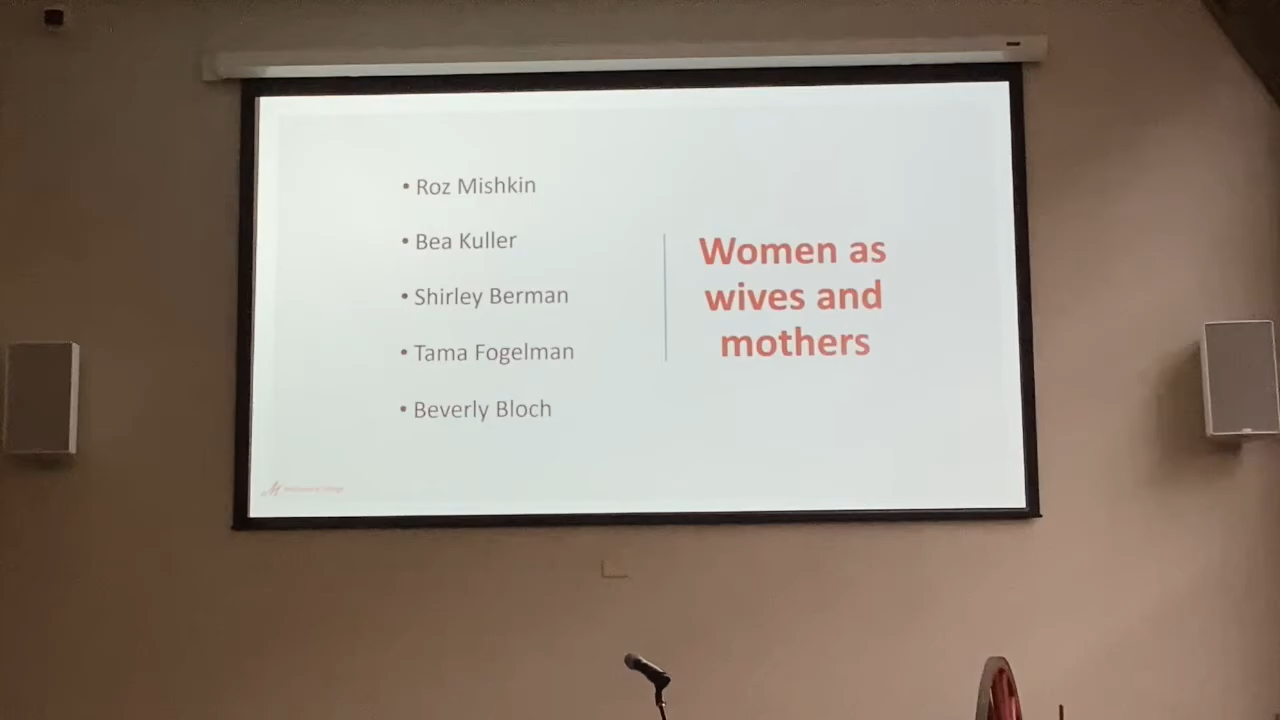 • Roz Mishkin
• Bea Kuller
• Shirley Berman
• Tama Fogelman
• Beverly Bloch
Women as
wives and
mothers